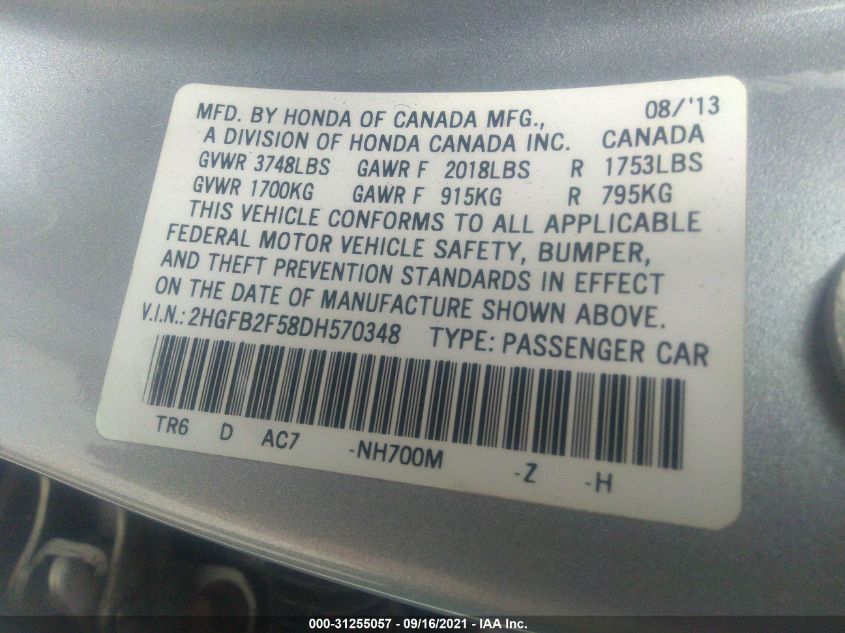 MFD. BY HONDA OF CANADA MFG., 08/'13
A DIVISION OF HONDA CANADA INC. CANADA
GVWR 3748LBS GAWR F 2018LBS R 1753LBS
GVWR 1700KG GAWR F 915KG R 795KG
THIS VEHICLE CONFORMS TO ALL APPLICABLE
FEDERAL MOTOR VEHICLE SAFETY, BUMPER,
AND THEFT PREVENTION STANDARDS IN EFFECT
ON THE DATE OF MANUFACTURE SHOWN ABOVE.
V.I.N.: 2HGFB2F58DH570348 TYPE: PASSENGER CAR
TR6 D AC7 -NH700M -Z -H
000-31255057 - 09/16/2021 - IAA Inc.